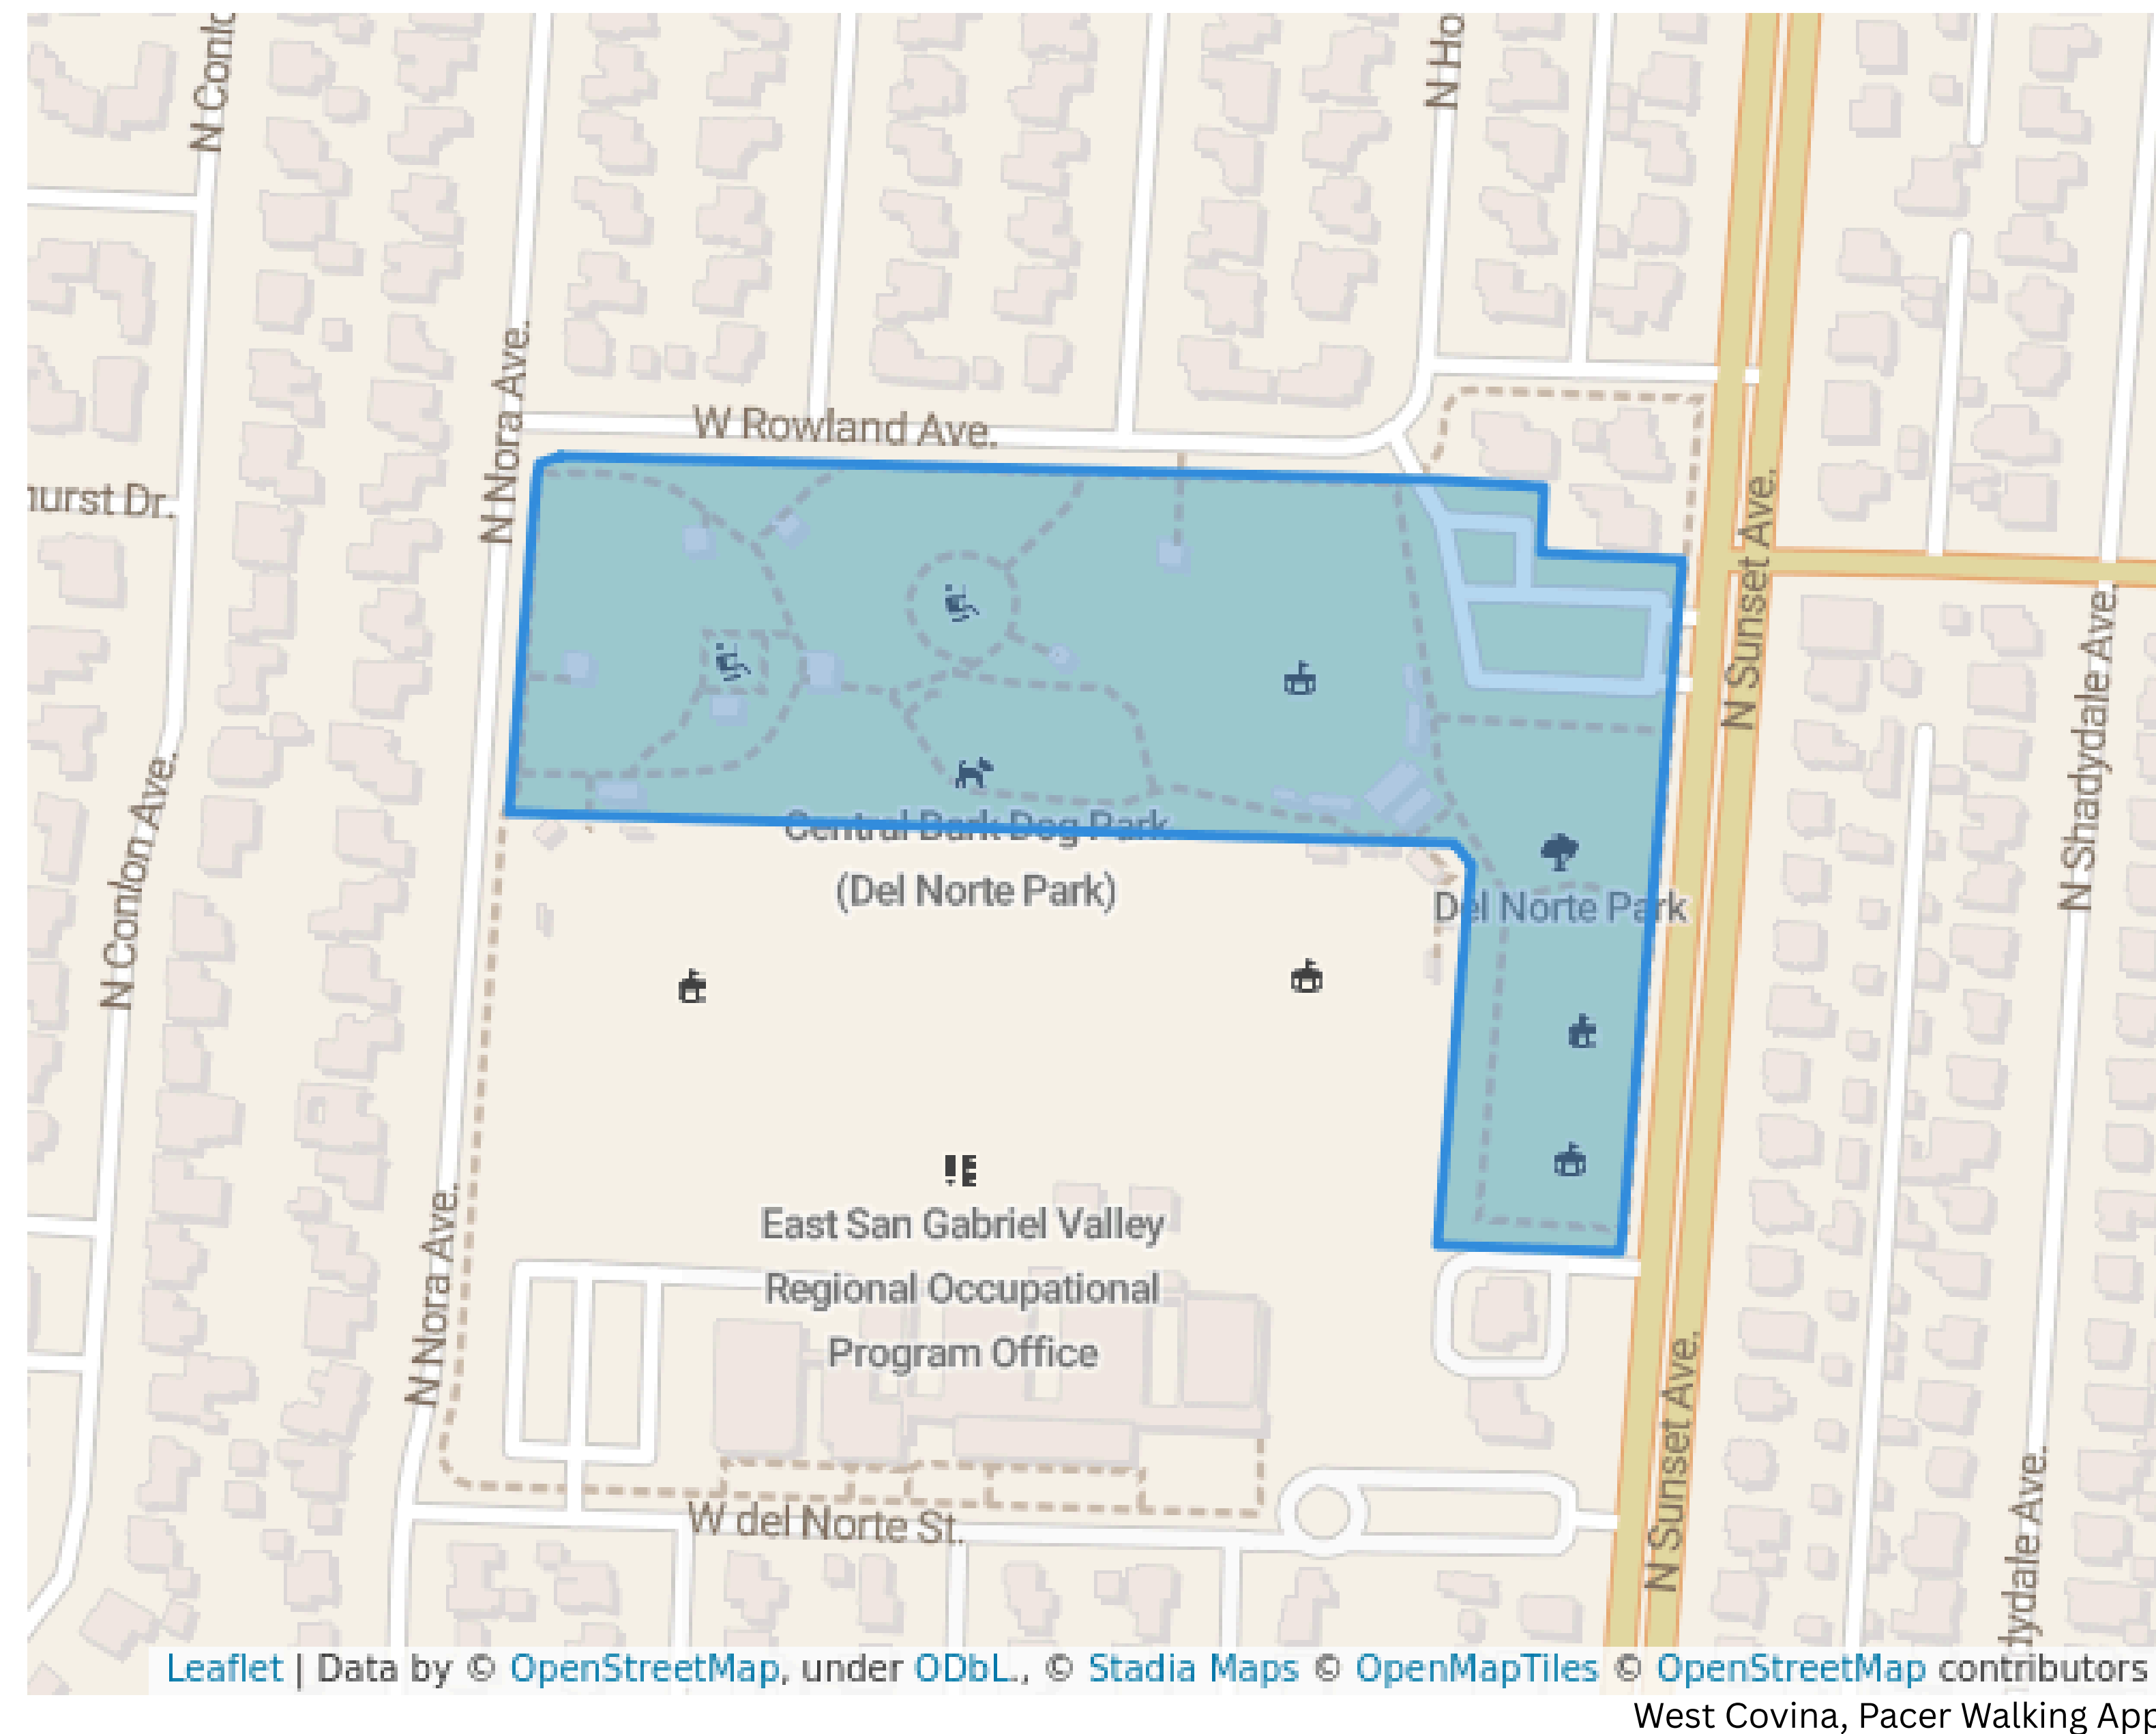 N Conlo
N Ho
N Nora Ave.
W Rowland Ave.
hurst Dr.
N Sunset Ave.
N Shadydale Ave.
N Conlon Ave.
Central Bark Dog Park
(Del Norte Park)
Del Norte Park
East San Gabriel Valley
Regional Occupational
Program Office
N Nora Ave.
N Sunset Ave.
W del Norte St.
dydale Ave.
Leaflet | Data by © OpenStreetMap, under ODbL., © Stadia Maps © OpenMapTiles © OpenStreetMap contributors
West Covina, Pacer Walking App